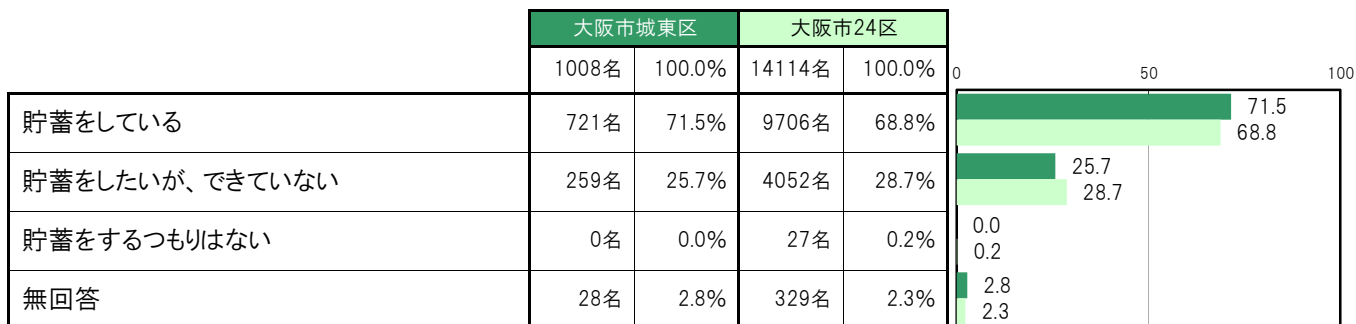 大阪市城東区 大阪市24区
1008名 100.0% 14114名 100.0% 0 50 100
貯蓄をしている 721名 71.5% 9706名 68.8% 71.5
68.8
貯蓄をしたいが、できていない 259名 25.7% 4052名 28.7% 25.7
28.7
貯蓄をするつもりはない 0名 0.0% 27名 0.2% 0.0
0.2
無回答 28名 2.8% 329名 2.3% 2.8
2.3